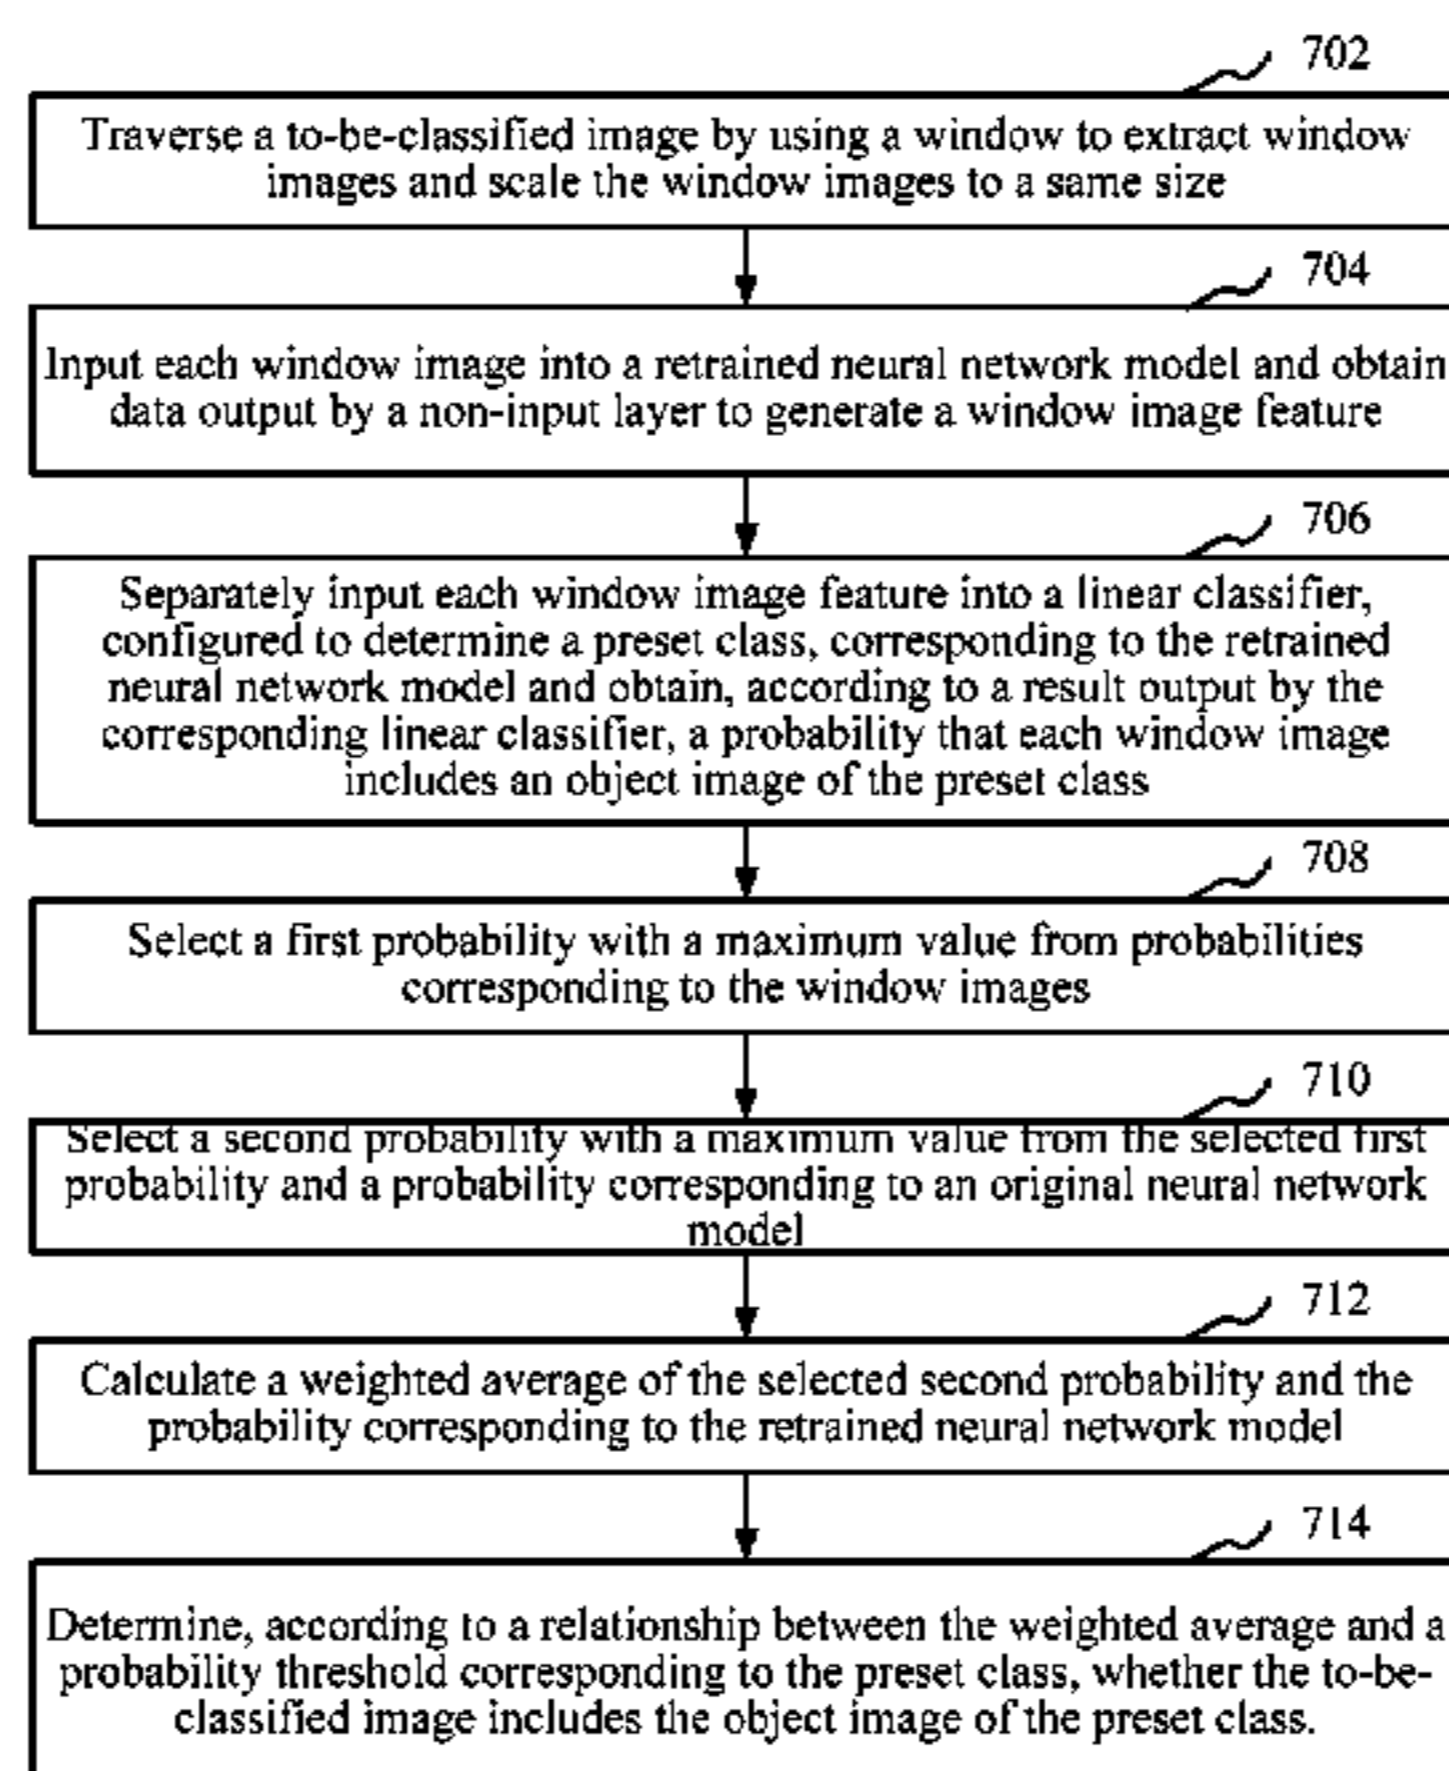 702
Traverse a to-be-classified image by using a window to extract window
images and scale the window images to a same size
704
Input each window image into a retrained neural network model and obtain
data output by a non-input layer to generate a window image feature
706
Separately input each window image feature into a linear classifier,
configured to determine a preset class, corresponding to the retrained
neural network model and obtain, according to a result output by the
corresponding linear classifier, a probability that each window image
includes an object image of the preset class
708
Select a first probability with a maximum value from probabilities
corresponding to the window images
710
Select a second probability with a maximum value from the selected first
probability and a probability corresponding to an original neural network
model
712
Calculate a weighted average of the selected second probability and the
probability corresponding to the retrained neural network model
714
Determine, according to a relationship between the weighted average and a
probability threshold corresponding to the preset class, whether the to-be-
classified image includes the object image of the preset class.